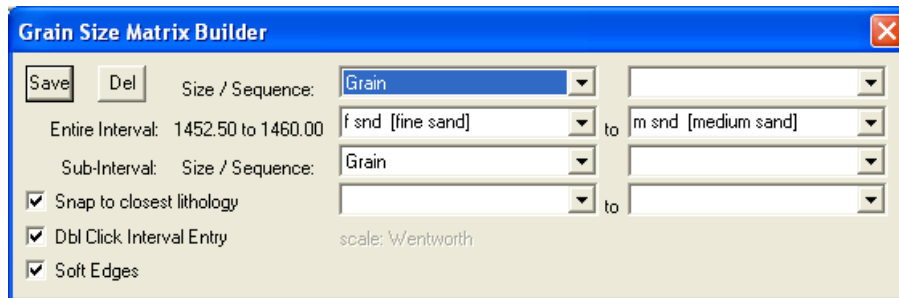 Grain Size Matrix Builder
Save Del Size / Sequence: Grain
Entire Interval: 1452.50 to 1460.00 f snd [fine sand] to m snd [medium sand]
Sub-Interval: Size / Sequence: Grain
Snap to closest lithology to
Dbl Click Interval Entry scale: Wentworth
Soft Edges